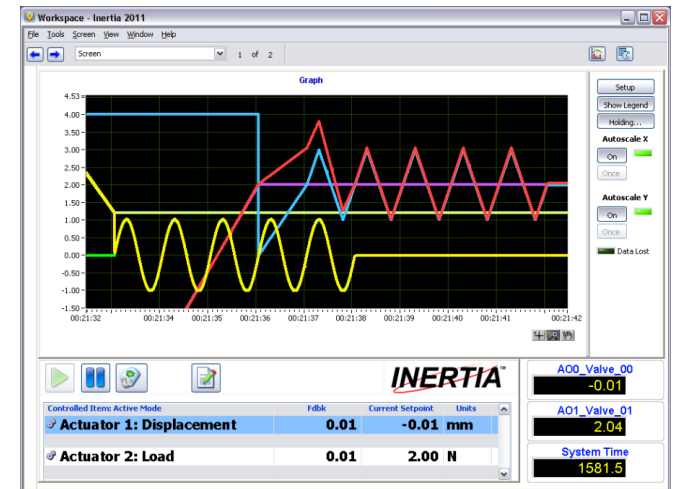 Workspace - Inertia 2011
File Tools Screen View Window Help
Screen 1 of 2
Graph
4.53
4.00
3.50
3.00
2.50
2.00
1.50
1.00
0.50
0.00
-0.50
-1.00
-1.50
00:21:32 00:21:34 00:21:35 00:21:36 00:21:37 00:21:38 00:21:39 00:21:40 00:21:41 00:21:42
Setup
Show Legend
Holding...
Autoscale X
On
Once
Autoscale Y
On
Once
Data Lost
INERTIA™
Controlled Item: Active Mode Fdbk Current Setpoint Units
Actuator 1: Displacement 0.01 -0.01 mm
Actuator 2: Load 0.01 2.00 N
AO0_Valve_00
-0.01
AO1_Valve_01
2.04
System Time
1581.5